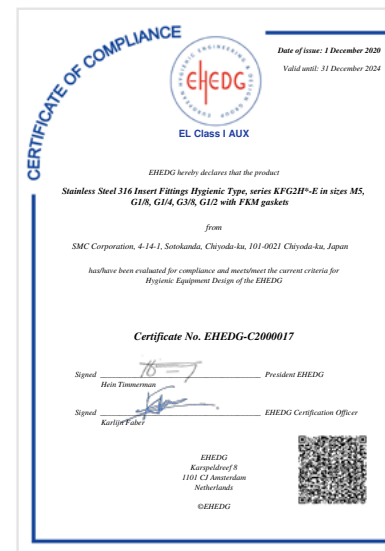 CERTIFICATE OF COMPLIANCE
EUROPEAN HYGIENIC ENGINEERING & DESIGN GROUP
EHEDG
Date of issue: 1 December 2020
Valid until: 31 December 2024
EL Class I AUX
EHEDG hereby declares that the product
Stainless Steel 316 Insert Fittings Hygienic Type, series KFG2H*-E in sizes M5,
G1/8, G1/4, G3/8, G1/2 with FKM gaskets
from
SMC Corporation, 4-14-1, Sotokanda, Chiyoda-ku, 101-0021 Chiyoda-ku, Japan
has/have been evaluated for compliance and meets/meet the current criteria for
Hygienic Equipment Design of the EHEDG
Certificate No. EHEDG-C2000017
Signed President EHEDG
Hein Timmerman
Signed EHEDG Certification Officer
Karlijn Faber
EHEDG
Karspeldreef 8
1101 CJ Amsterdam
Netherlands
©EHEDG